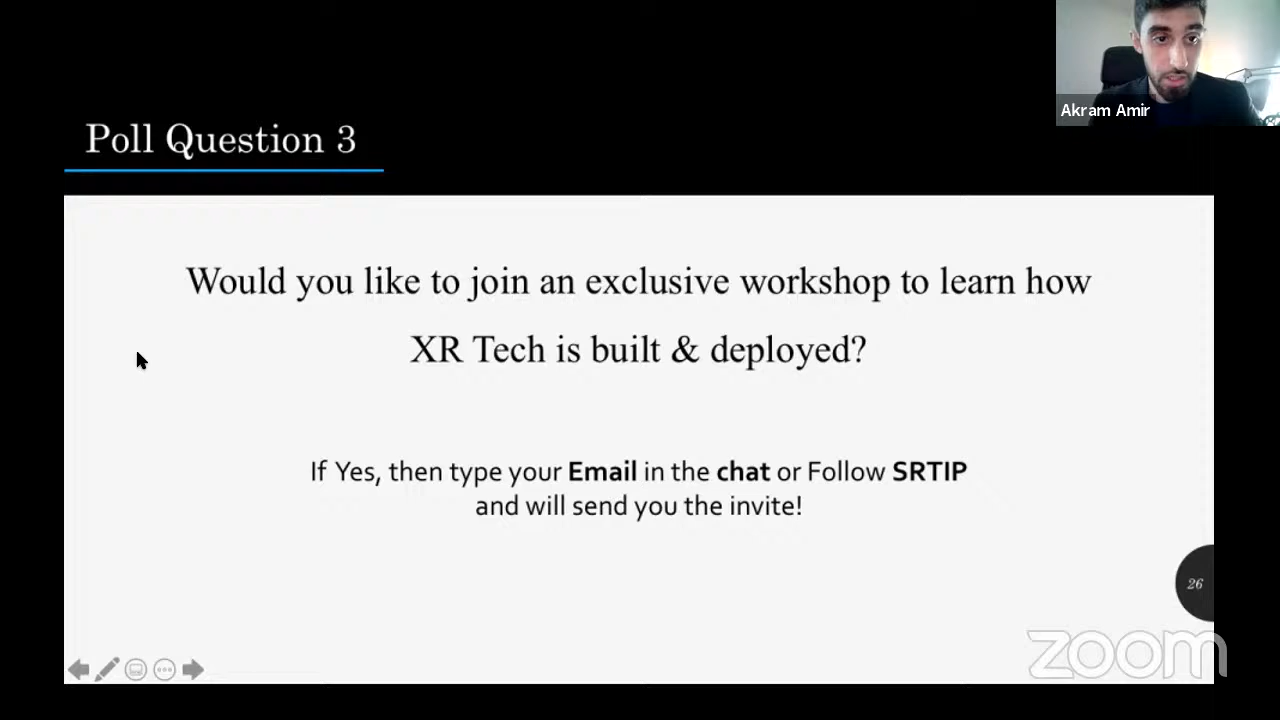 Akram Amir
Poll Question 3
Would you like to join an exclusive workshop to learn how
XR Tech is built & deployed?
If Yes, then type your Email in the chat or Follow SRTIP
and will send you the invite!
26
zoom